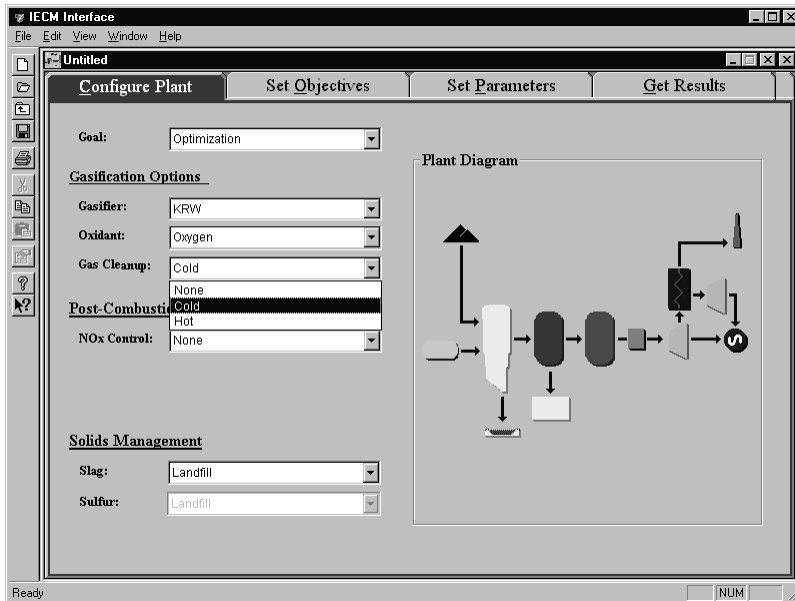 IECM Interface
File Edit View Window Help
Untitled
Configure Plant Set Objectives Set Parameters Get Results
Goal: Optimization
Plant Diagram
Gasification Options
Gasifier: KRW
Oxidant: Oxygen
Gas Cleanup: Cold
None
Cold
Hot
NOx Control: None
Solids Management
Slag: Landfill
Sulfur: Landfill
Ready NUM